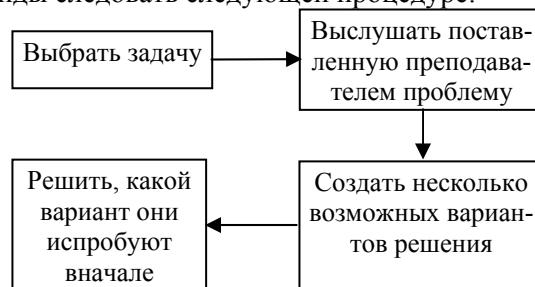 следовать следующей процедуре:
Выбрать задачу
Выслушать постав-
ленную преподава-
телем проблему
Создать несколько
возможных вариан-
тов решения
Решить, какой
вариант они
испробуют
вначале